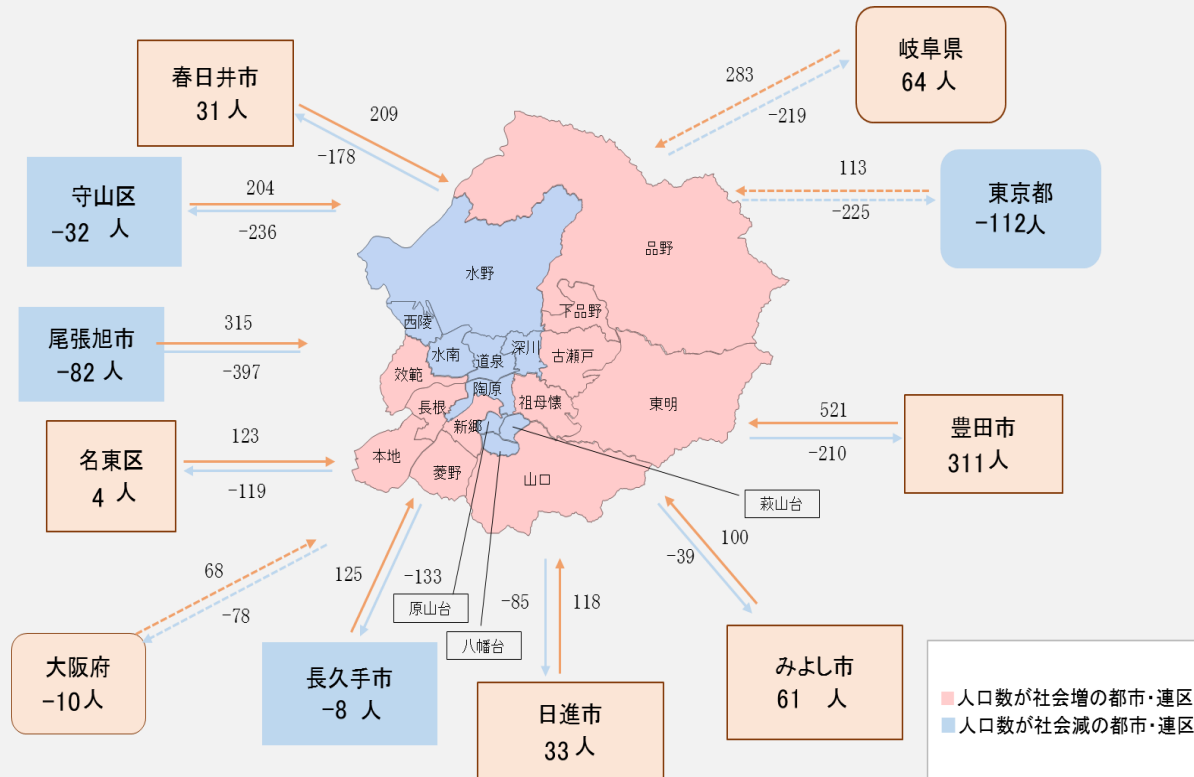 岐阜県
64 人
283
-219
春日井市
31 人
209
-178
守山区
-32 人
204
-236
113
-225
東京都
-112人
品野
水野
下品野
西陵
尾張旭市
-82 人
315
-397
水南
道泉
深川
古瀬戸
効範
陶原
長根
祖母懐
東明
新郷
本地
菱野
山口
521
-210
豊田市
311人
名東区
4 人
123
-119
萩山台
原山台
八幡台
100
-39
みよし市
61 人
68
-78
大阪府
-10人
125
-133
長久手市
-8 人
-85
118
日進市
33人
人口数が社会増の都市・連区
人口数が社会減の都市・連区